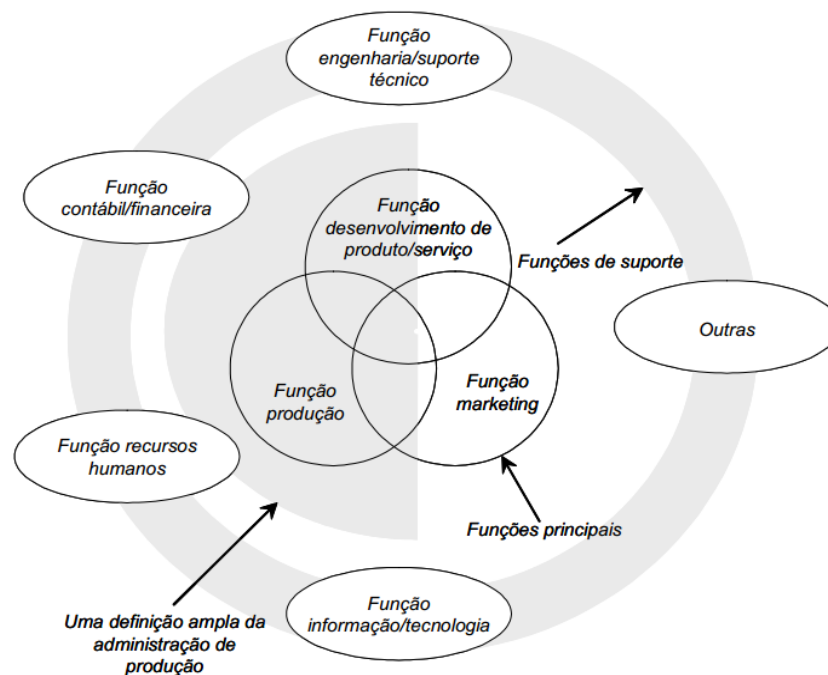 Função
engenharia/suporte
técnico
Função
contábil/financeira
Função
desenvolvimento de
produto/serviço
Funções de suporte
Outras
Função
produção
Função
marketing
Função recursos
humanos
Funções principais
Uma definição ampla da
administração de
produção
Função
informação/tecnologia